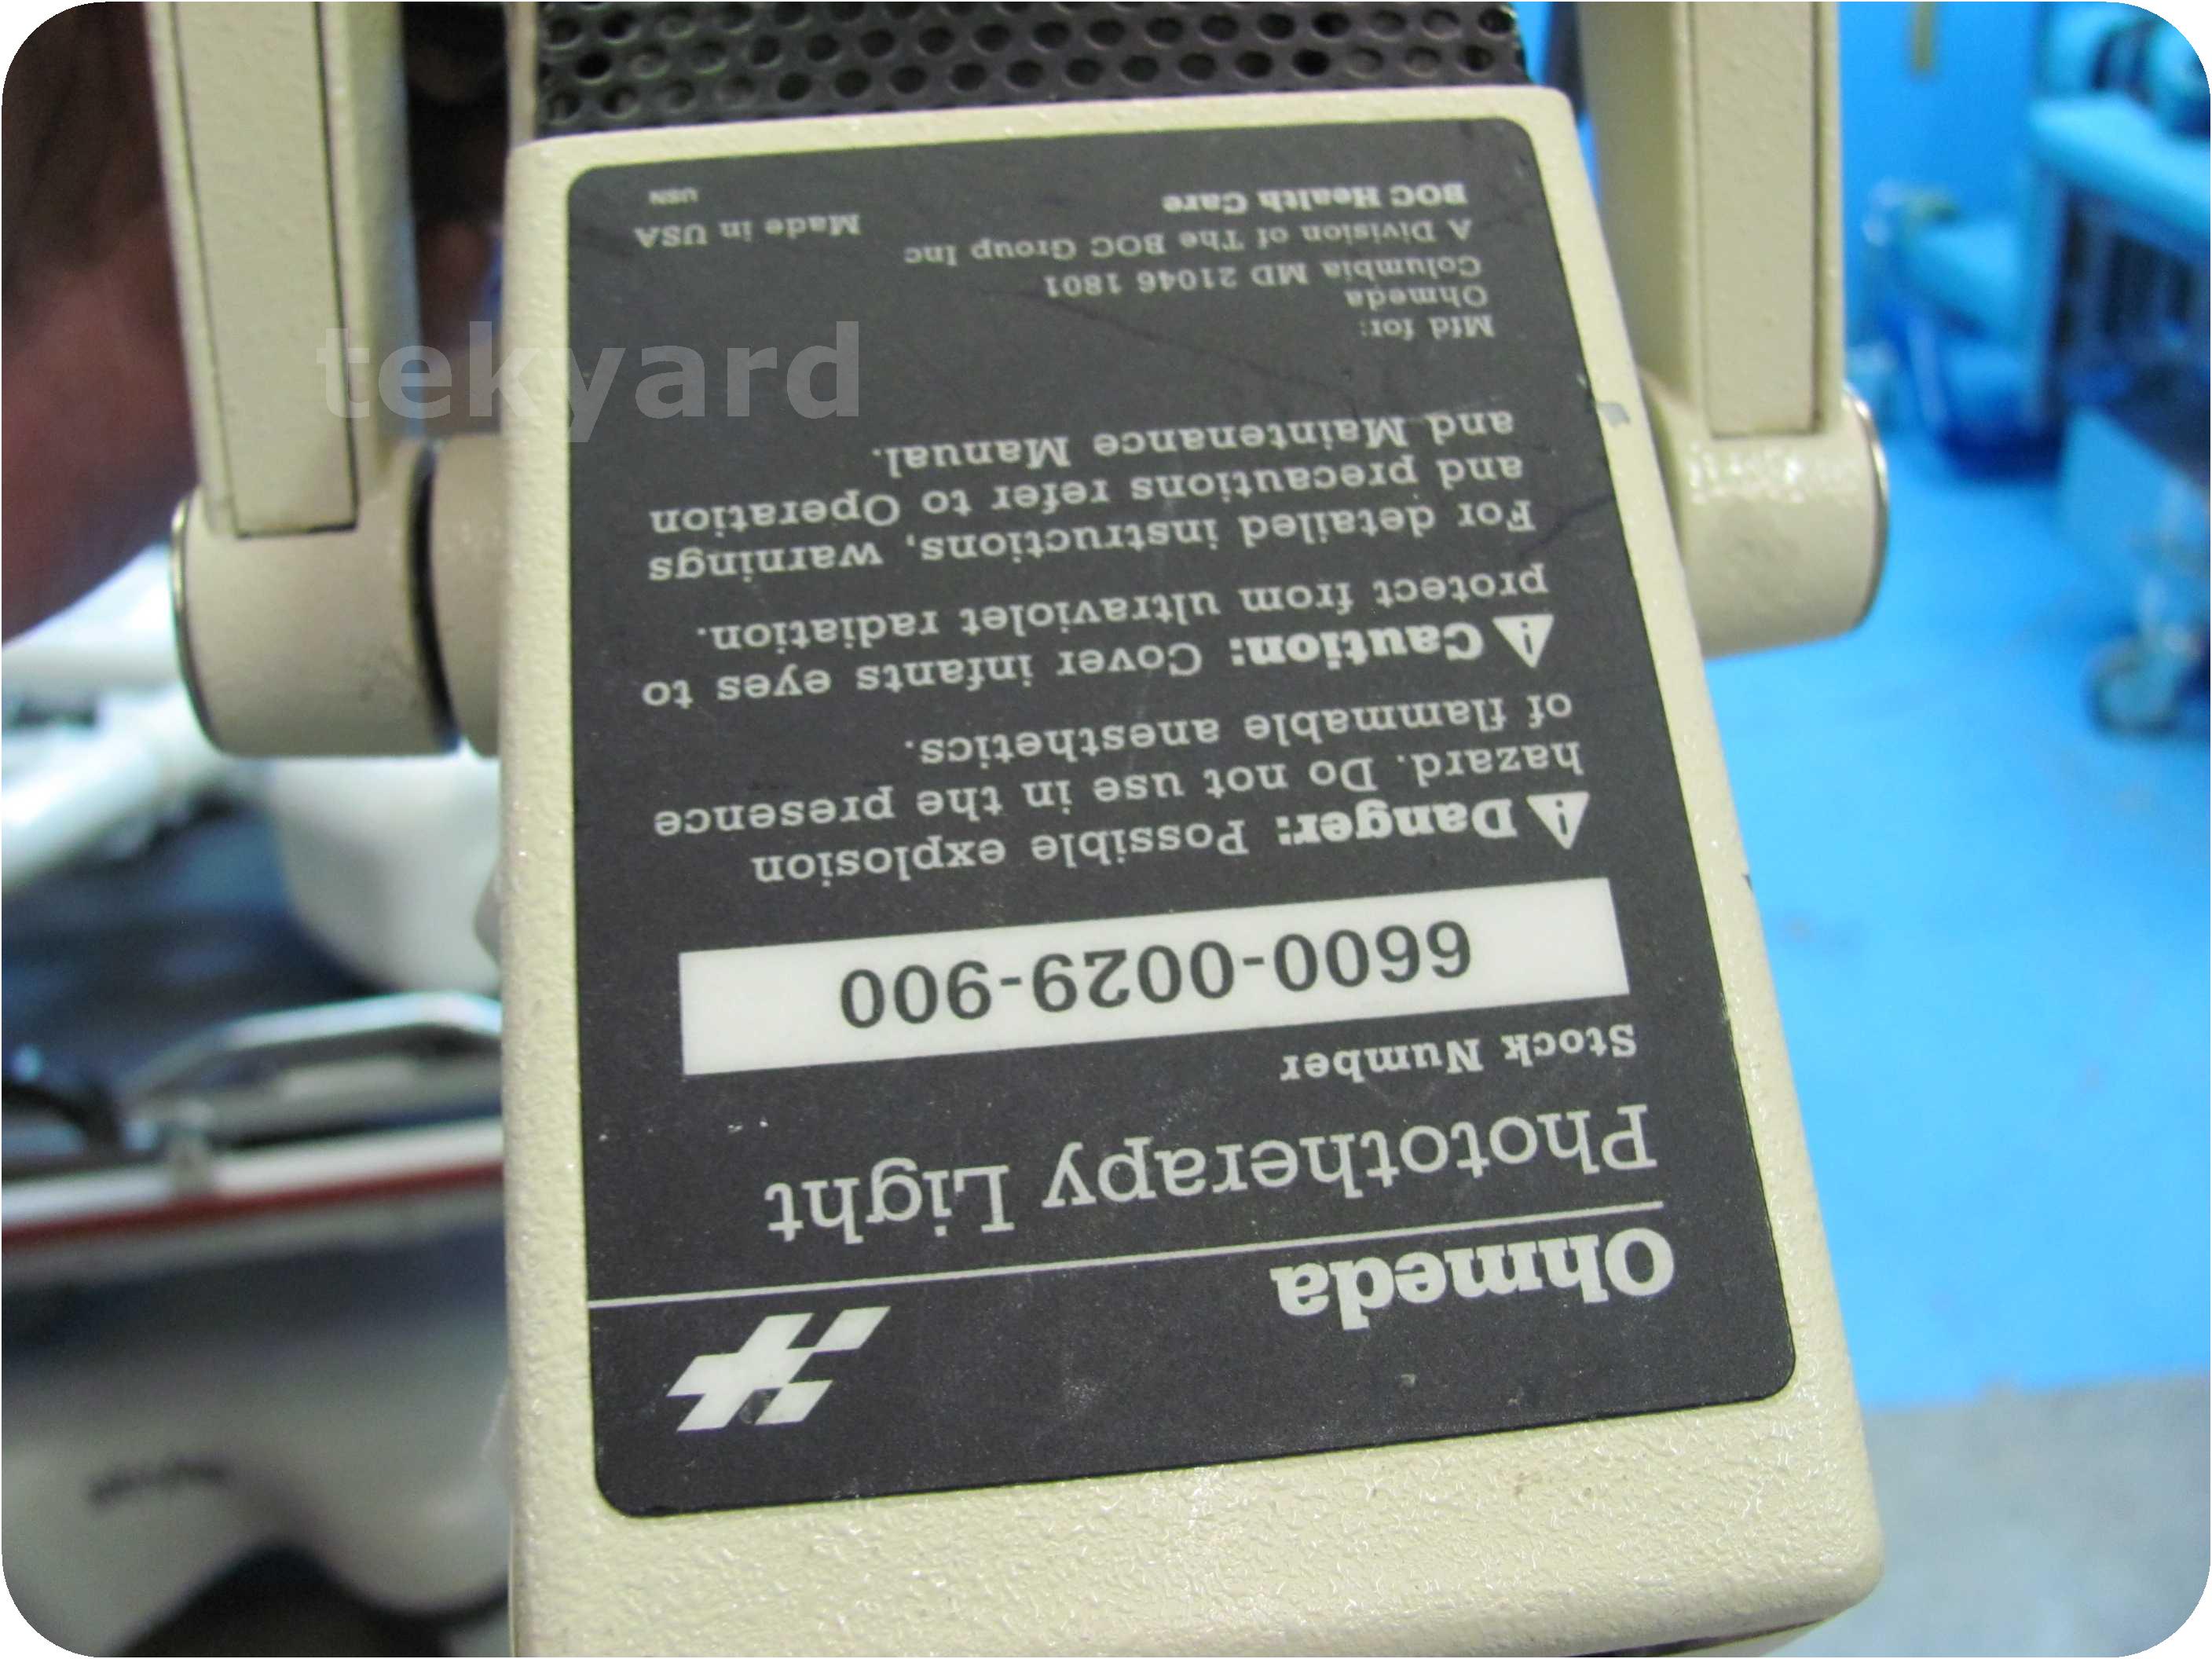 Ohmeda
Phototherapy Light
Stock Number
6600-0029-900
Danger: Possible explosion
hazard. Do not use in the presence
of flammable anesthetics.
Caution: Cover infants eyes to
protect from ultraviolet radiation.
For detailed instructions, warnings
and precautions refer to Operation
and Maintenance Manual.
Mfd for:
Ohmeda
Columbia MD 21046 1801
A Division of The BOC Group Inc
BOC Health Care
Made in USA
USN
tekyard